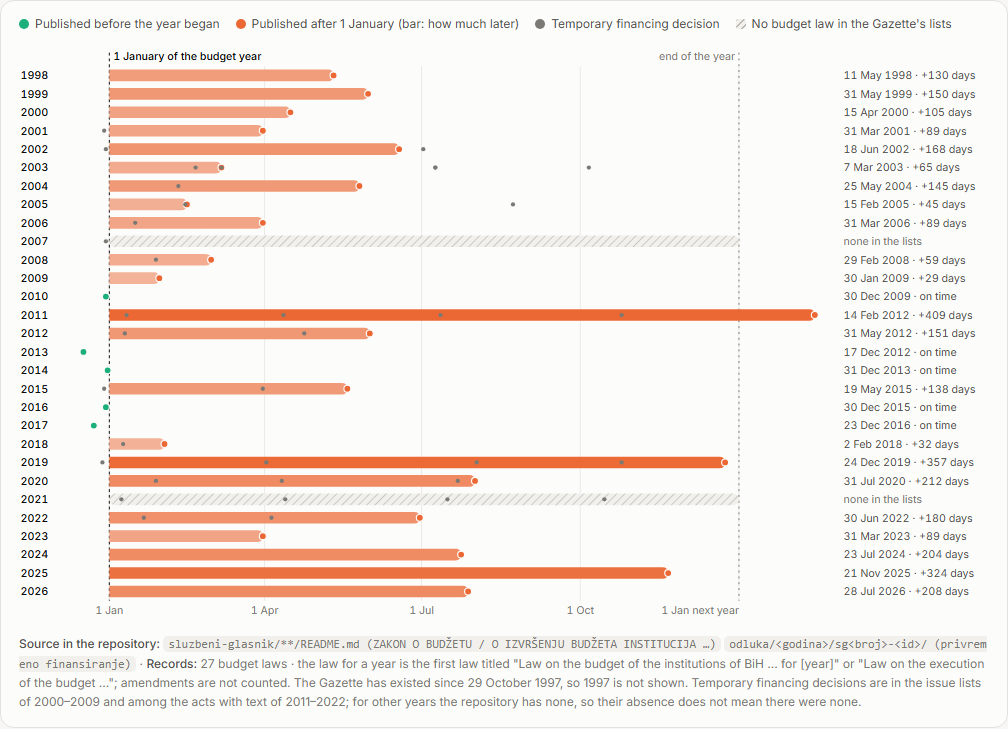 Published before the year began Published after 1 January (bar: how much later) Temporary financing decision No budget law in the Gazette's lists
1 January of the budget year end of the year
1998 11 May 1998 · +130 days
1999 31 May 1999 · +150 days
2000 15 Apr 2000 · +105 days
2001 31 Mar 2001 · +89 days
2002 18 Jun 2002 · +168 days
2003 7 Mar 2003 · +65 days
2004 25 May 2004 · +145 days
2005 15 Feb 2005 · +45 days
2006 31 Mar 2006 · +89 days
2007 none in the lists
2008 29 Feb 2008 · +59 days
2009 30 Jan 2009 · +29 days
2010 30 Dec 2009 · on time
2011 14 Feb 2012 · +409 days
2012 31 May 2012 · +151 days
2013 17 Dec 2012 · on time
2014 31 Dec 2013 · on time
2015 19 May 2015 · +138 days
2016 30 Dec 2015 · on time
2017 23 Dec 2016 · on time
2018 2 Feb 2018 · +32 days
2019 24 Dec 2019 · +357 days
2020 31 Jul 2020 · +212 days
2021 none in the lists
2022 30 Jun 2022 · +180 days
2023 31 Mar 2023 · +89 days
2024 23 Jul 2024 · +204 days
2025 21 Nov 2025 · +324 days
2026 28 Jul 2026 · +208 days
1 Jan 1 Apr 1 Jul 1 Oct 1 Jan next year
Source in the repository: sluzbeni-glasnik/**/README.md (ZAKON O BUDŽETU / O IZVRŠENJU BUDŽETA INSTITUCIJA …) odluka/<godina>/sg<broj>-<id>/ (privrem
eno finansiranje) · Records: 27 budget laws · the law for a year is the first law titled "Law on the budget of the institutions of BiH ... for [year]" or "Law on the execution
of the budget ..."; amendments are not counted. The Gazette has existed since 29 October 1997, so 1997 is not shown. Temporary financing decisions are in the issue lists
of 2000–2009 and among the acts with text of 2011–2022; for other years the repository has none, so their absence does not mean there were none.